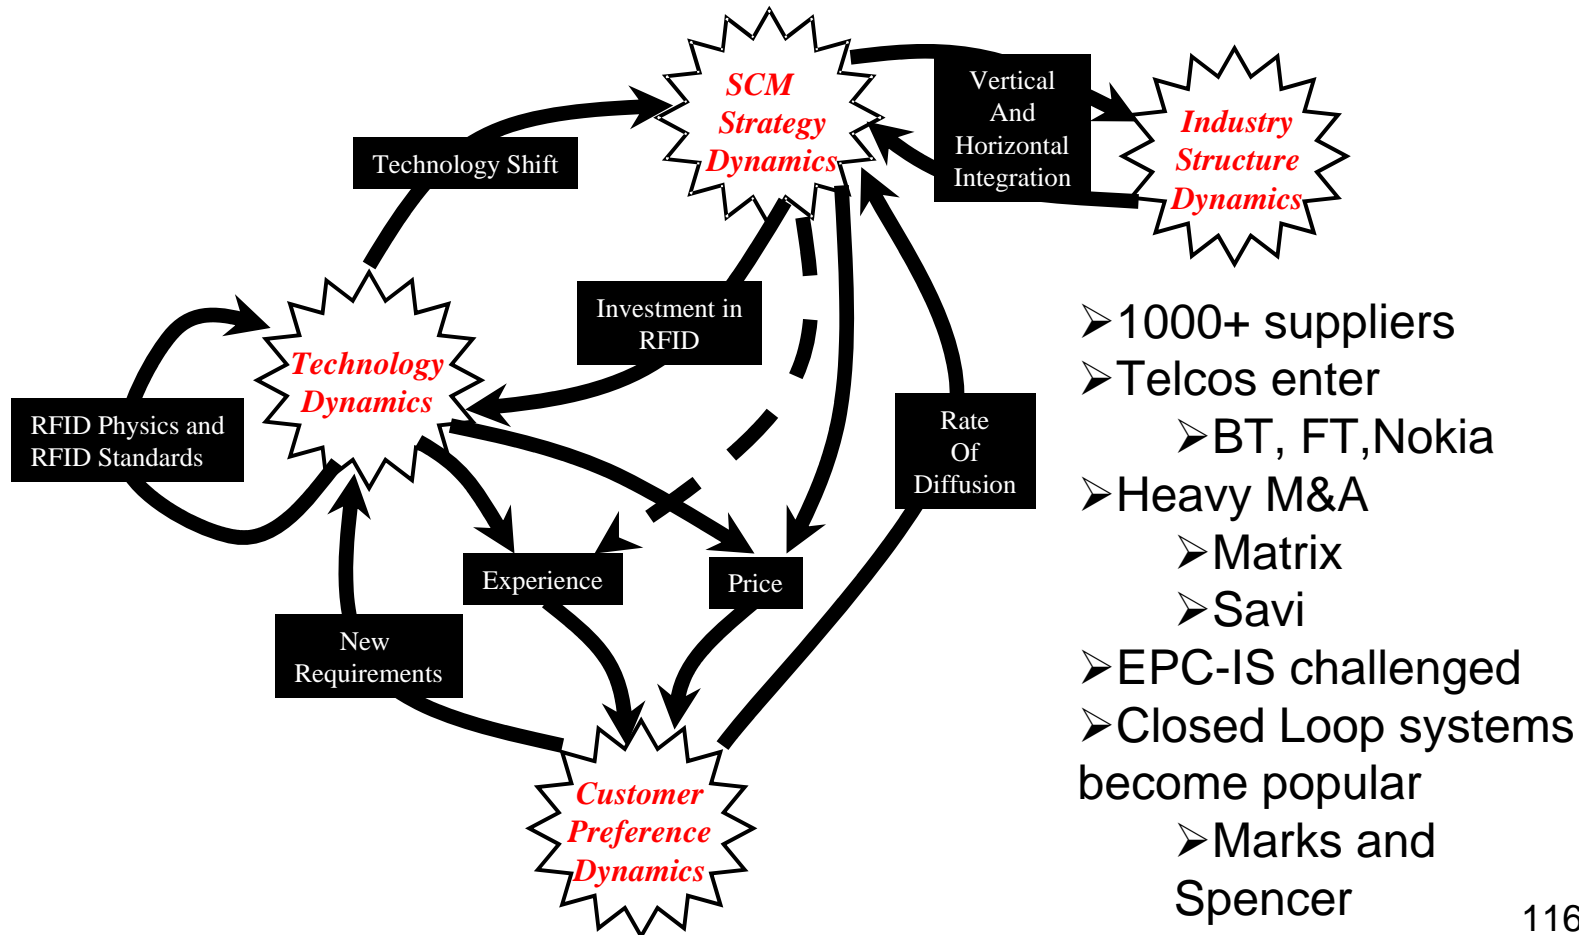 SCM
Strategy
Dynamics
Vertical
And
Horizontal
Integration
Industry
Structure
Dynamics
Technology Shift
Investment in
RFID
Technology
Dynamics
RFID Physics and
RFID Standards
Rate
Of
Diffusion
Experience
Price
New
Requirements
Customer
Preference
Dynamics
➢1000+ suppliers
➢Telcos enter
➢BT, FT,Nokia
➢Heavy M&A
➢Matrix
➢Savi
➢EPC-IS challenged
➢Closed Loop systems
become popular
➢Marks and
Spencer
116